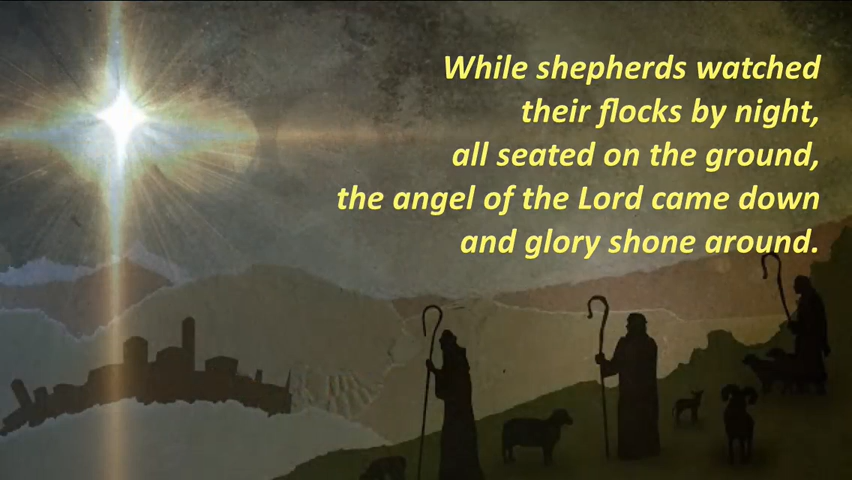 While shepherds watched
their flocks by night,
all seated on the ground,
the angel of the Lord came down
and glory shone around.